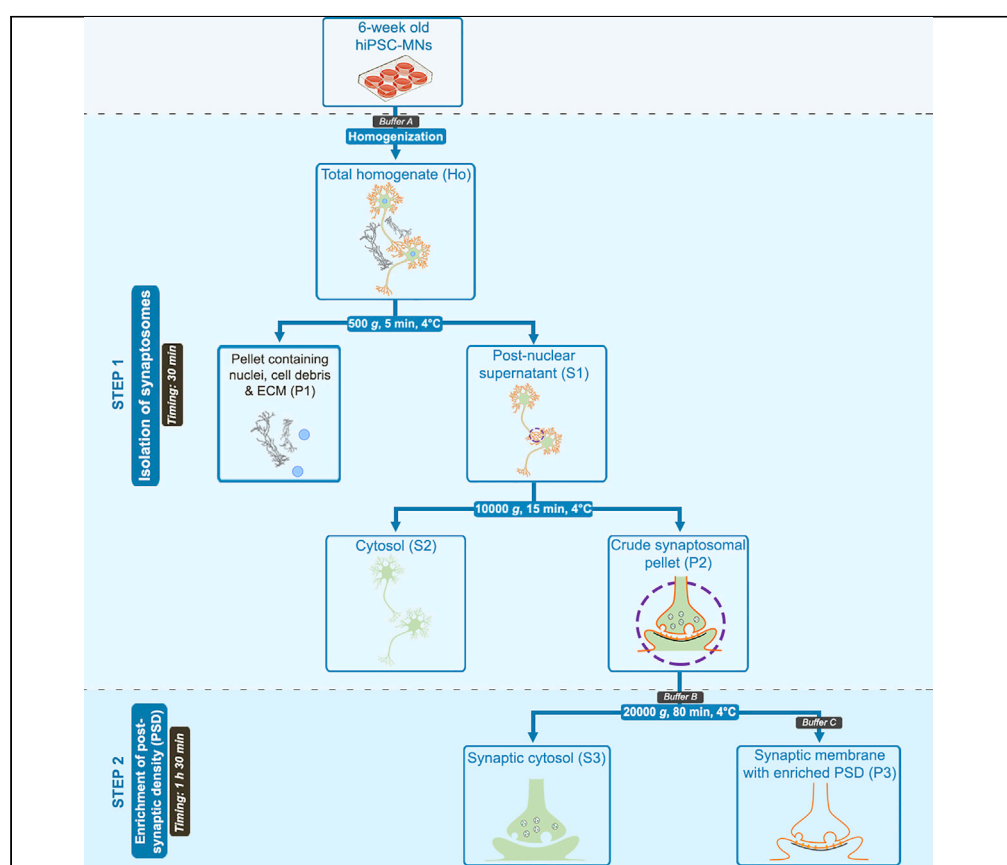 6-week old
hiPSC-MNs
Buffer A
Homogenization
Total homogenate (Ho)
STEP 1
Isolation of synaptosomes
Timing: 30 min
500 g, 5 min, 4°C
Pellet containing
nuclei, cell debris
& ECM (P1)
Post-nuclear
supernatant (S1)
10000 g, 15 min, 4°C
Cytosol (S2)
Crude synaptosomal
pellet (P2)
STEP 2
Enrichment of post-
synaptic density (PSD)
Timing: 1 h 30 min
Buffer B
20000 g, 80 min, 4°C
Buffer C
Synaptic cytosol (S3)
Synaptic membrane
with enriched PSD (P3)